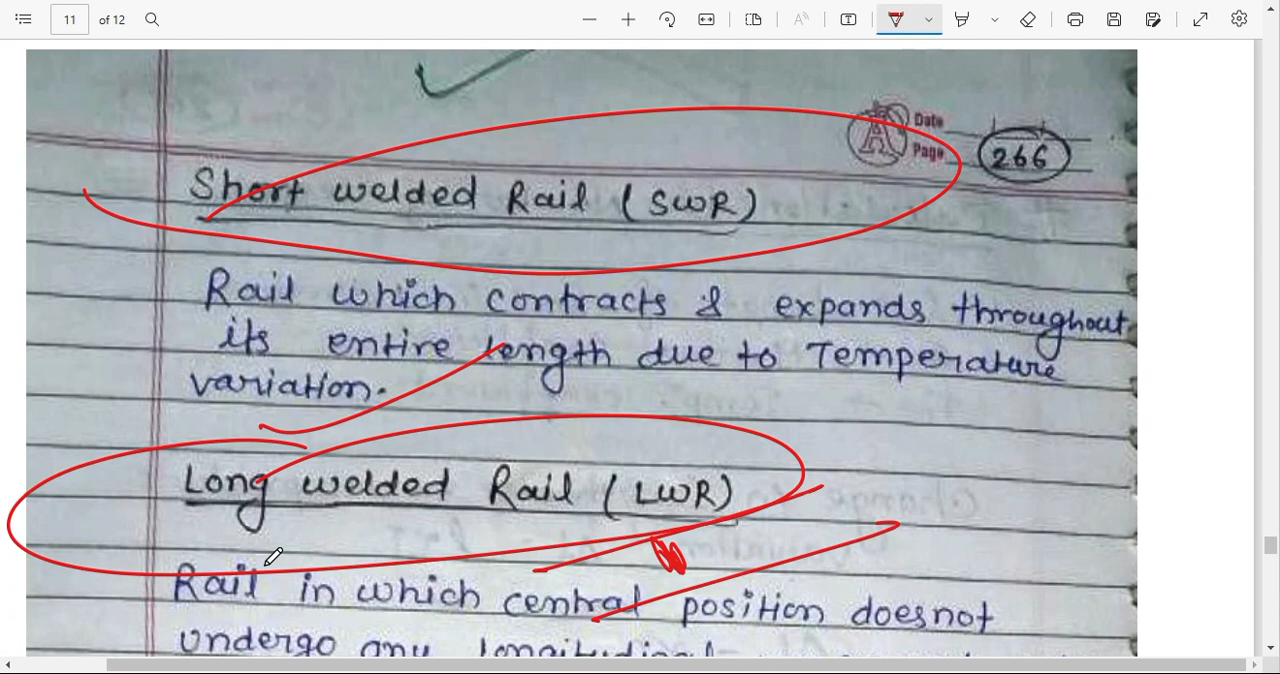 11 of 12
Date
Page 266
Short welded Rail (SWR)
Rail which contracts & expands throughout
its entire length due to Temperature
variation.
Long welded Rail (LWR)
Rail in which central position does not
undergo any longitudinal